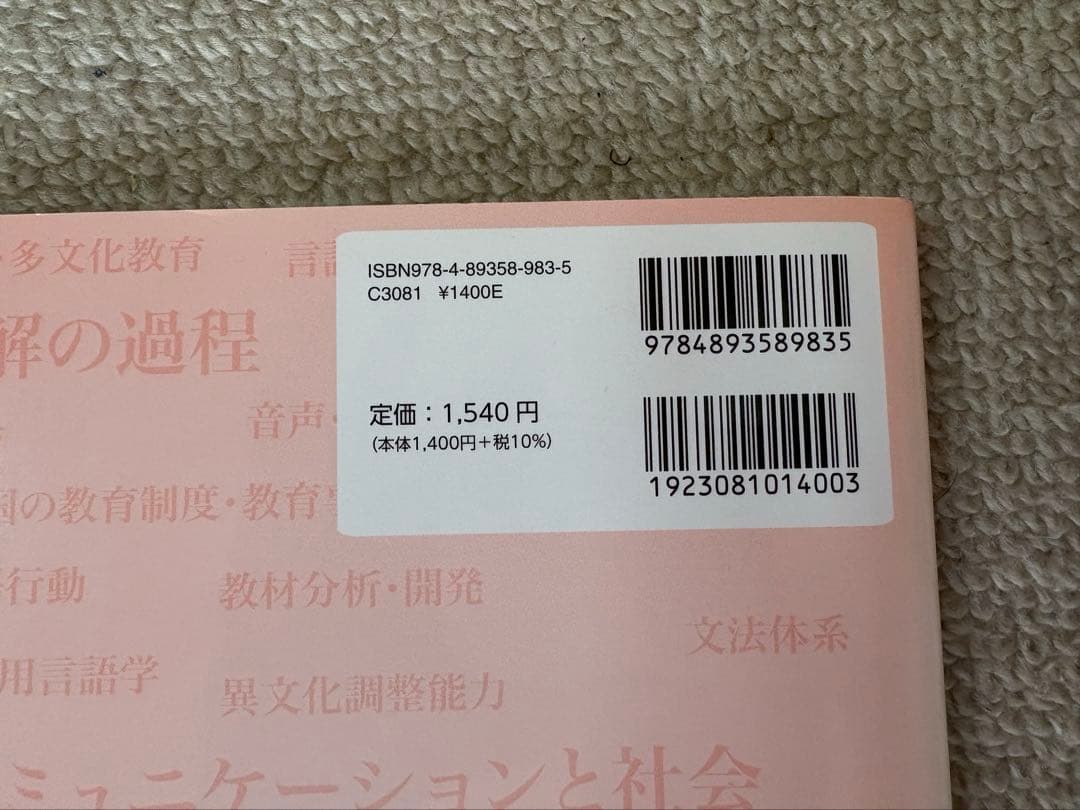 ・多文化教育
言
ISBN978-4-89358-983-5
C3081 ¥1400E
9784893589835
解の過程
定価：1,540円
(本体1,400円＋税10%)
音声・
1923081014003
国の教育制度・教育
行動
教材分析・開発
文法体系
用言語学
異文化調整能力
ミュニケーションと社会